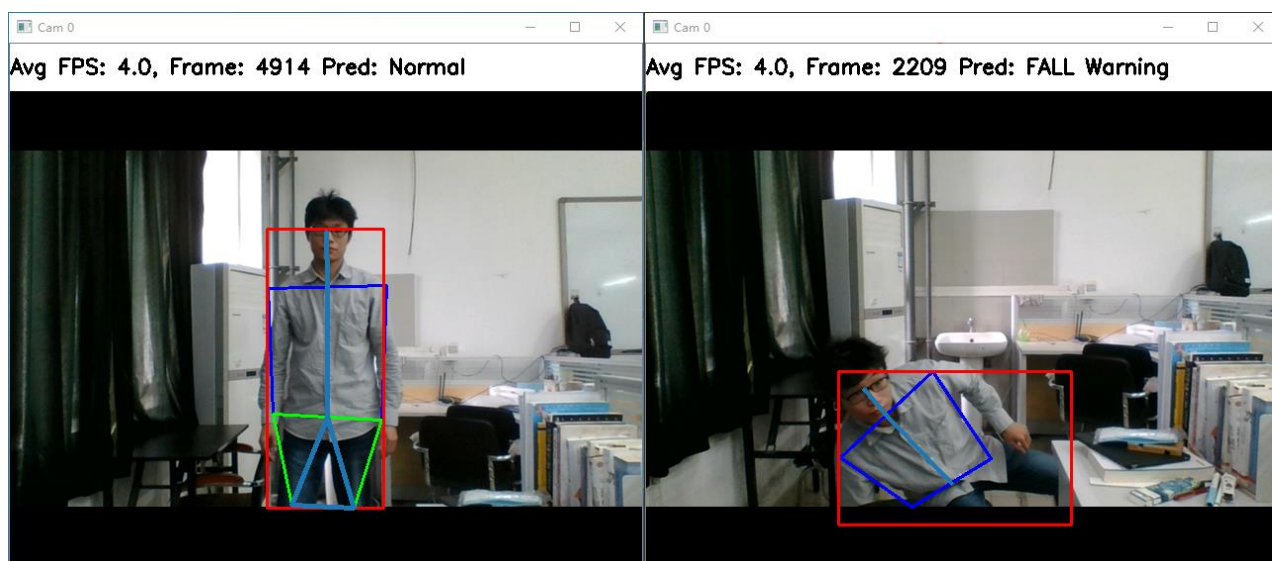 Cam 0
Avg FPS: 4.0, Frame: 4914 Pred: Normal
Cam 0
Avg FPS: 4.0, Frame: 2209 Pred: FALL Warning